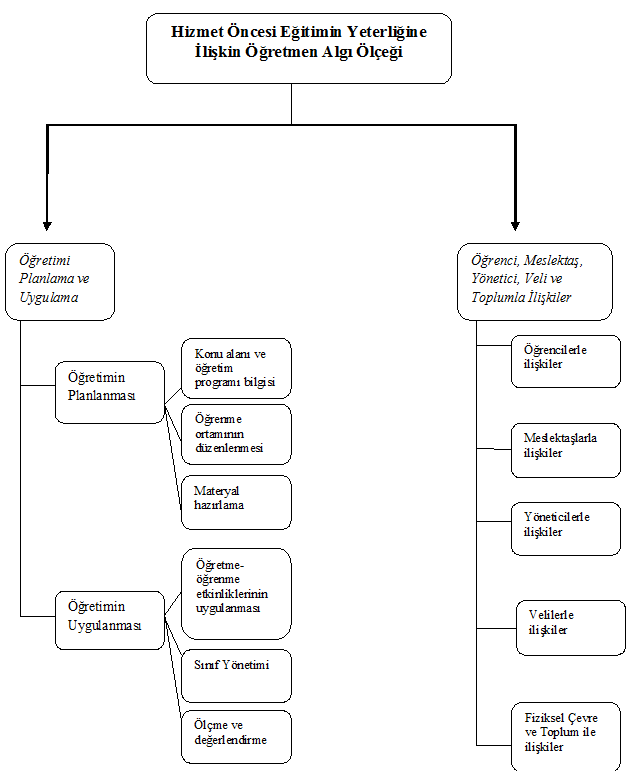 Hizmet Öncesi Eğitimin Yeterliğine
İlişkin Öğretmen Algı Ölçeği
Öğretimi
Planlama ve
Uygulama
Öğretimin
Planlanması
Konu alanı ve
öğretim
programı bilgisi
Öğrenme
ortamının
düzenlenmesi
Materyal
hazırlama
Öğretimin
Uygulanması
Öğretme-
öğrenme
etkinliklerinin
uygulanması
Sınıf Yönetimi
Ölçme ve
değerlendirme
Öğrenci, Meslektaş,
Yönetici, Veli ve
Toplumla İlişkiler
Öğrencilerle
ilişkiler
Meslektaşlarla
ilişkiler
Yöneticilerle
ilişkiler
Velilerle
ilişkiler
Fiziksel Çevre
ve Toplum ile
ilişkiler